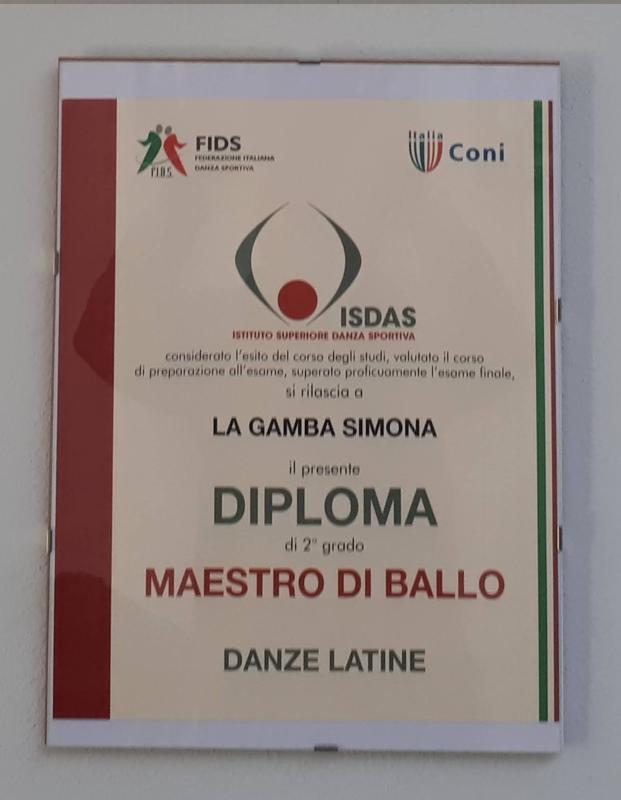 FIDS
FEDERAZIONE ITALIANA
DANZA SPORTIVA
F.I.D.S.
Italia
Coni
ISDAS
ISTITUTO SUPERIORE DANZA SPORTIVA
considerato l'esito del corso degli studi, valutato il corso
di preparazione all'esame, superato proficuamente l'esame finale,
si rilascia a
LA GAMBA SIMONA
il presente
DIPLOMA
di 2° grado
MAESTRO DI BALLO
DANZE LATINE